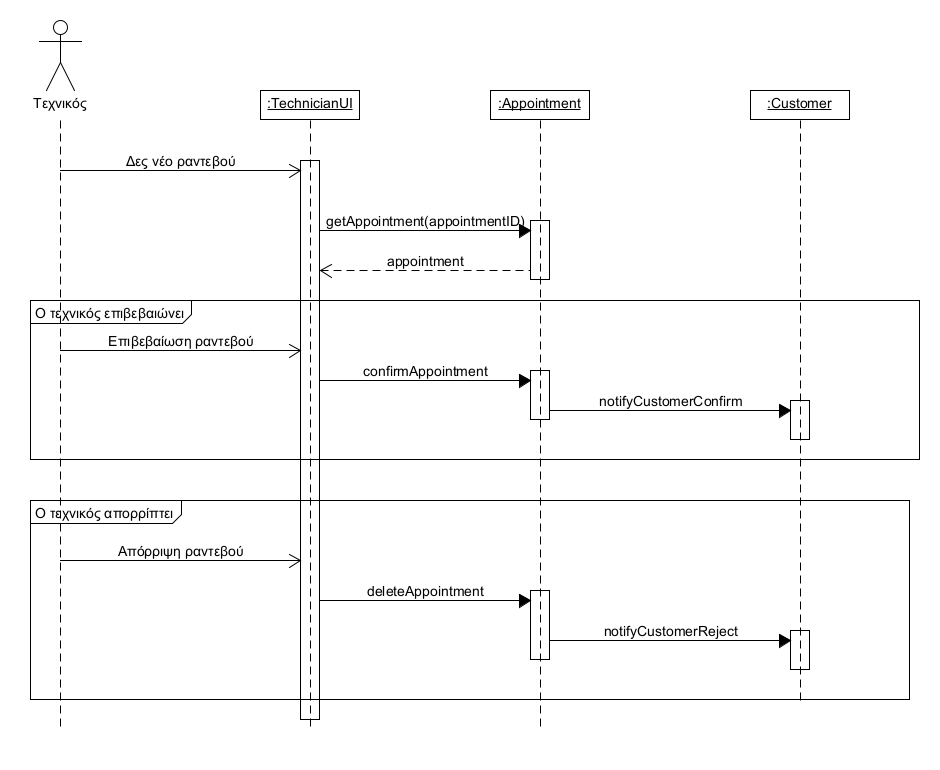 Τεχνικός
:TechnicianUI
:Appointment
:Customer
Δες νέο ραντεβού
getAppointment(appointmentID)
appointment
Ο τεχνικός επιβεβαιώνει
Επιβεβαίωση ραντεβού
confirmAppointment
notifyCustomerConfirm
Ο τεχνικός απορρίπτει
Απόρριψη ραντεβού
deleteAppointment
notifyCustomerReject